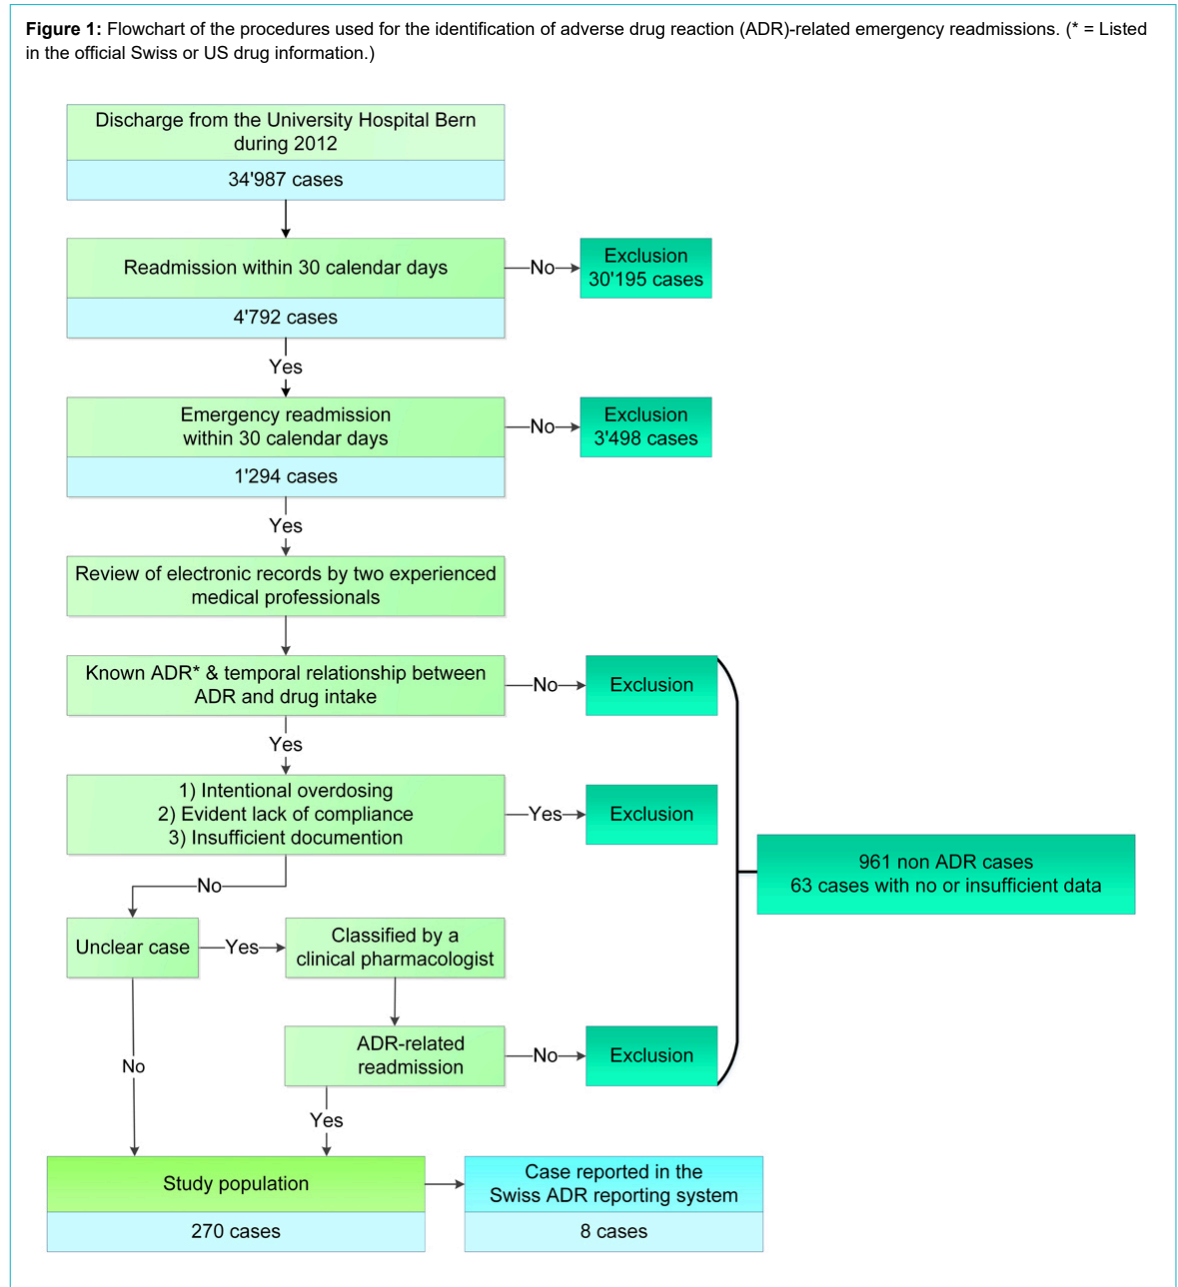 Figure 1: Flowchart of the procedures used for the identification of adverse drug reaction (ADR)-related emergency readmissions. (* = Listed
in the official Swiss or US drug information.)
Discharge from the University Hospital Bern
during 2012
34'987 cases
Readmission within 30 calendar days
No
Exclusion
30'195 cases
4'792 cases
Yes
Emergency readmission
within 30 calendar days
No
Exclusion
3'498 cases
1'294 cases
Yes
Review of electronic records by two experienced
medical professionals
Known ADR* & temporal relationship between
ADR and drug intake
No
Exclusion
Yes
1) Intentional overdosing
2) Evident lack of compliance
3) Insufficient documention
Yes
Exclusion
961 non ADR cases
63 cases with no or insufficient data
No
Unclear case
Yes
Classified by a
clinical pharmacologist
ADR-related
readmission
No
Exclusion
No
Yes
Study population
270 cases
Case reported in the
Swiss ADR reporting system
8 cases